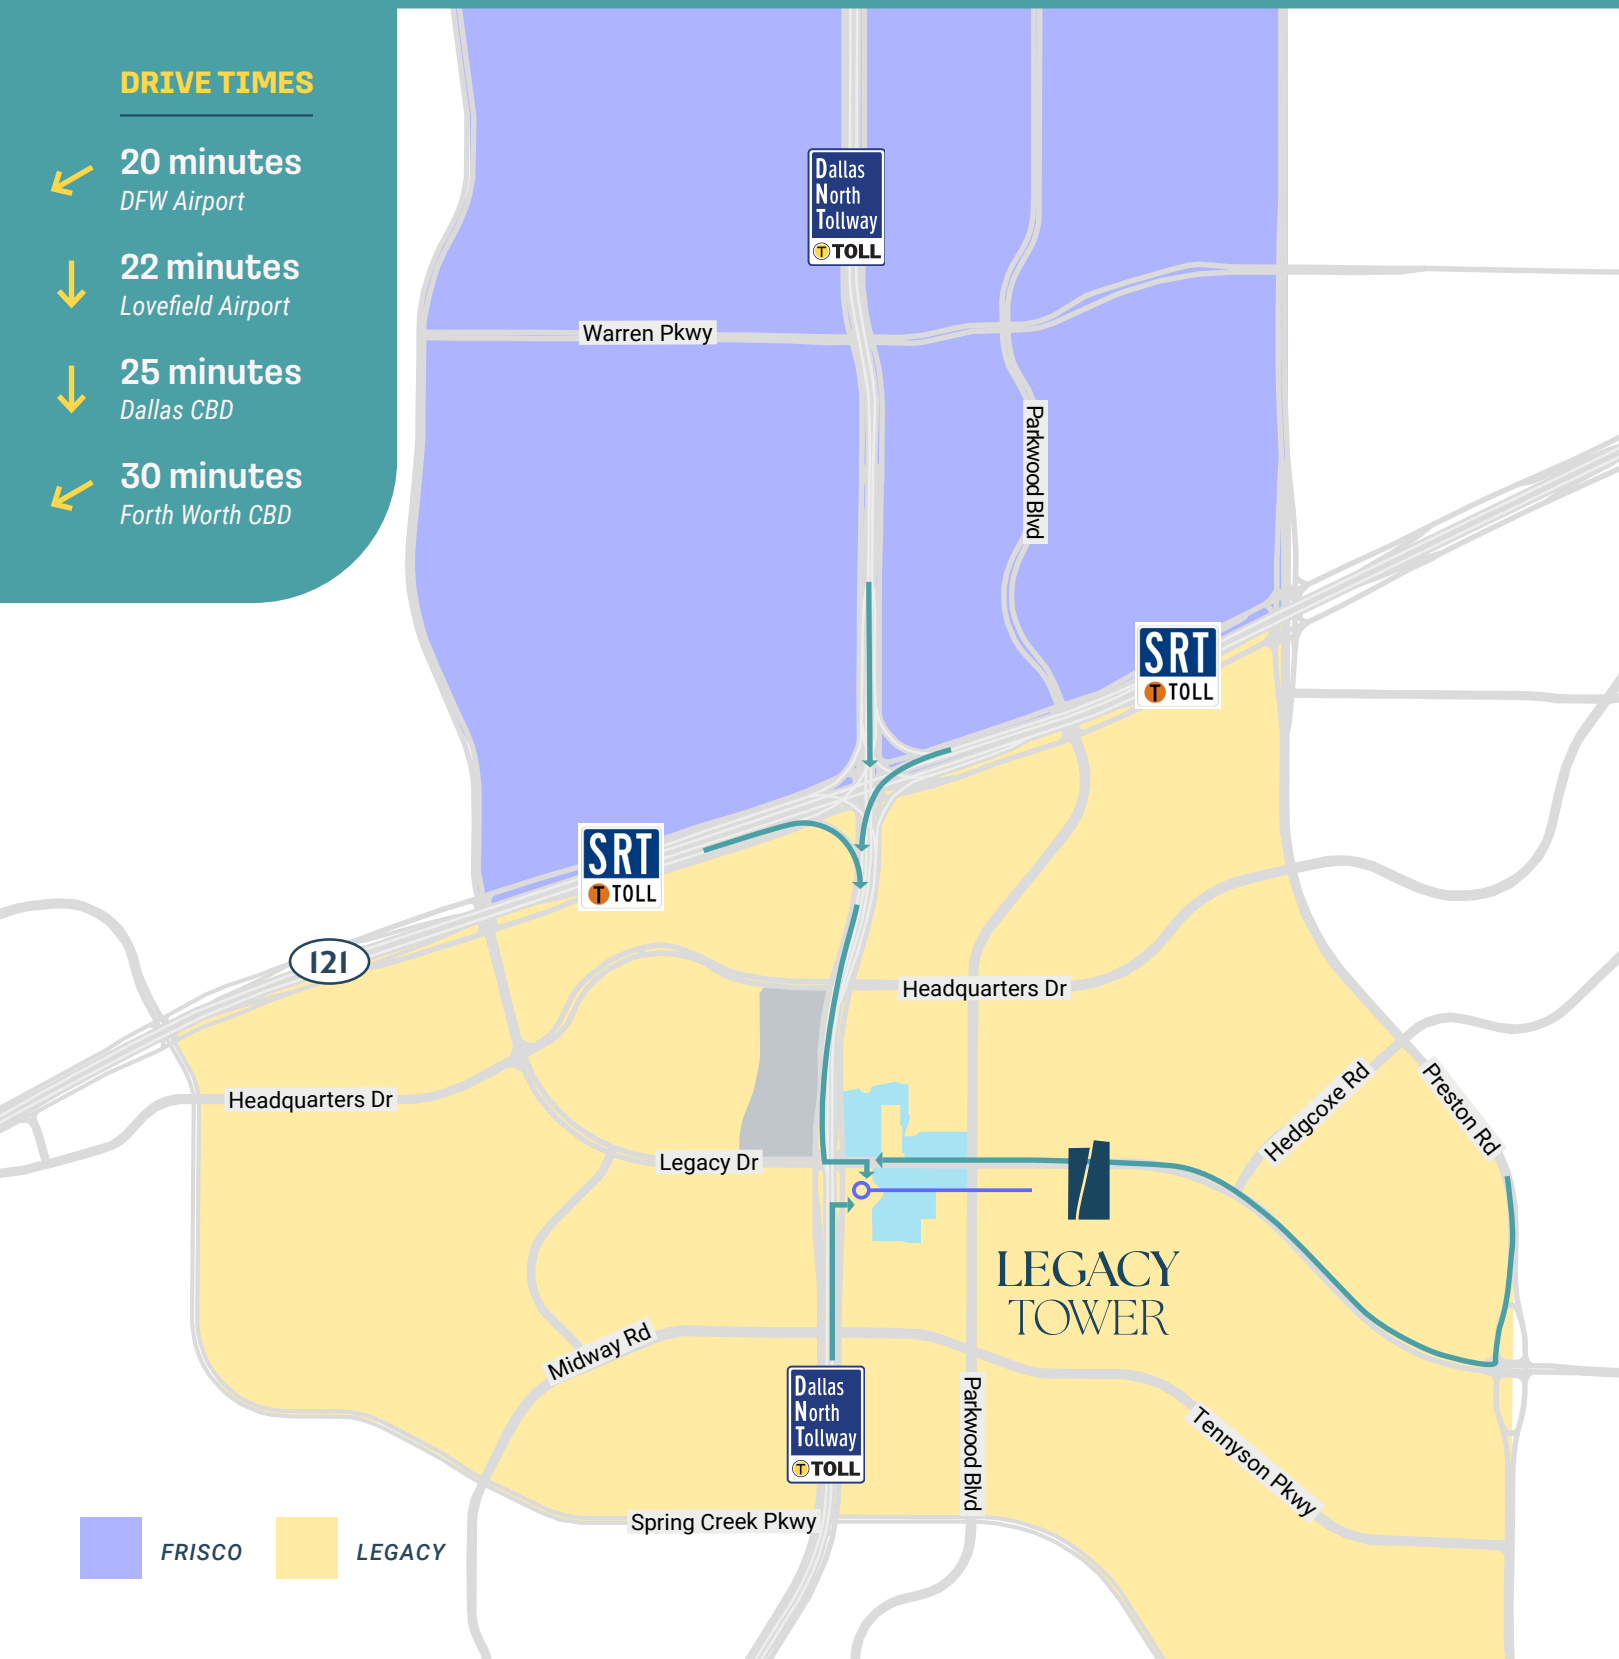 DRIVE TIMES
20 minutes
DFW Airport
22 minutes
Lovefield Airport
25 minutes
Dallas CBD
30 minutes
Forth Worth CBD
Dallas
North
Tollway
T TOLL
Warren Pkwy
Parkwood Blvd
SRT
T TOLL
SRT
T TOLL
121
Headquarters Dr
Headquarters Dr
Hedgcoxe Rd
Preston Rd
Legacy Dr
LEGACY
TOWER
Midway Rd
Dallas
North
Tollway
T TOLL
Parkwood Blvd
Tennyson Pkwy
Spring Creek Pkwy
FRISCO
LEGACY